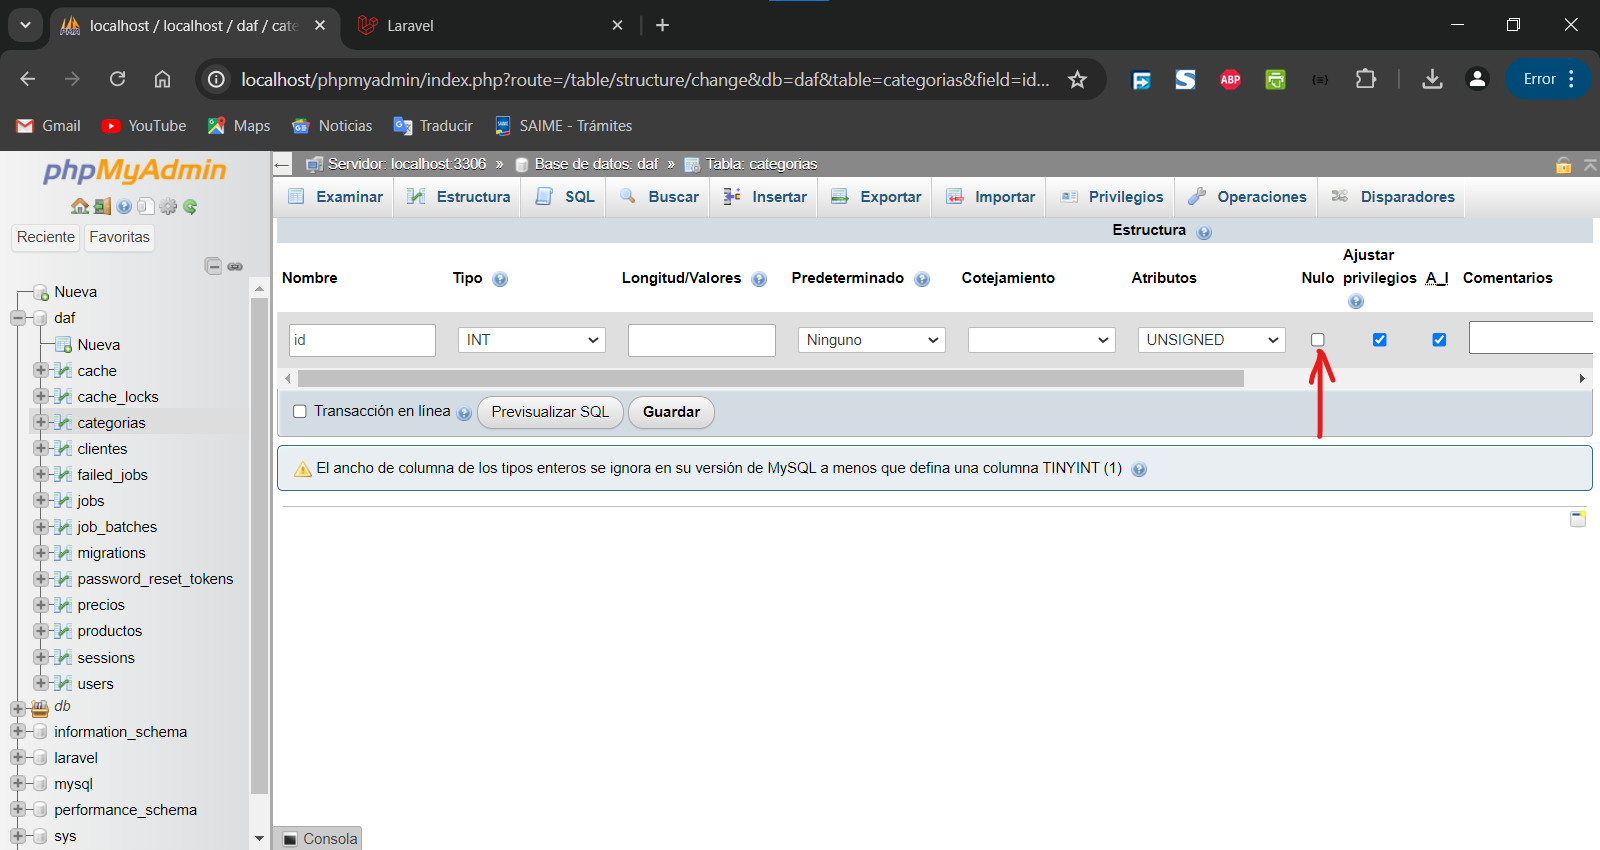 localhost / localhost / daf / cate
Laravel
localhost/phpmyadmin/index.php?route=/table/structure/change&db=daf&table=categorias&field=id...
ABP
Error
Gmail
YouTube
Maps
Noticias
Traducir
SAIME - Trámites
phpMyAdmin
Servidor: localhost:3306 » Base de datos: daf » Tabla: categorias
Examinar
Estructura
SQL
Buscar
Insertar
Exportar
Importar
Privilegios
Operaciones
Disparadores
Reciente
Favoritas
Nueva
daf
Nueva
cache
cache_locks
categorias
clientes
failed_jobs
jobs
job_batches
migrations
password_reset_tokens
precios
productos
sessions
users
db
information_schema
laravel
mysql
performance_schema
sys
Estructura
Nombre
Tipo
Longitud/Valores
Predeterminado
Cotejamiento
Atributos
Nulo
Ajustar
privilegios
A_I
Comentarios
id
INT
Ninguno
UNSIGNED
Transacción en línea
Previsualizar SQL
Guardar
El ancho de columna de los tipos enteros se ignora en su versión de MySQL a menos que defina una columna TINYINT (1)
Consola